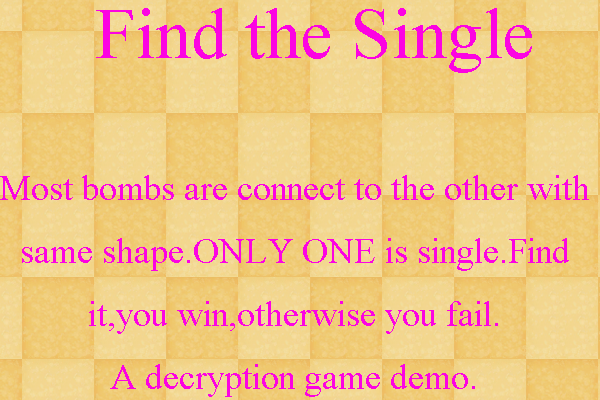 Find the Single
Most bombs are connect to the other with
same shape.ONLY ONE is single.Find
it,you win,otherwise you fail.
A decryption game demo.